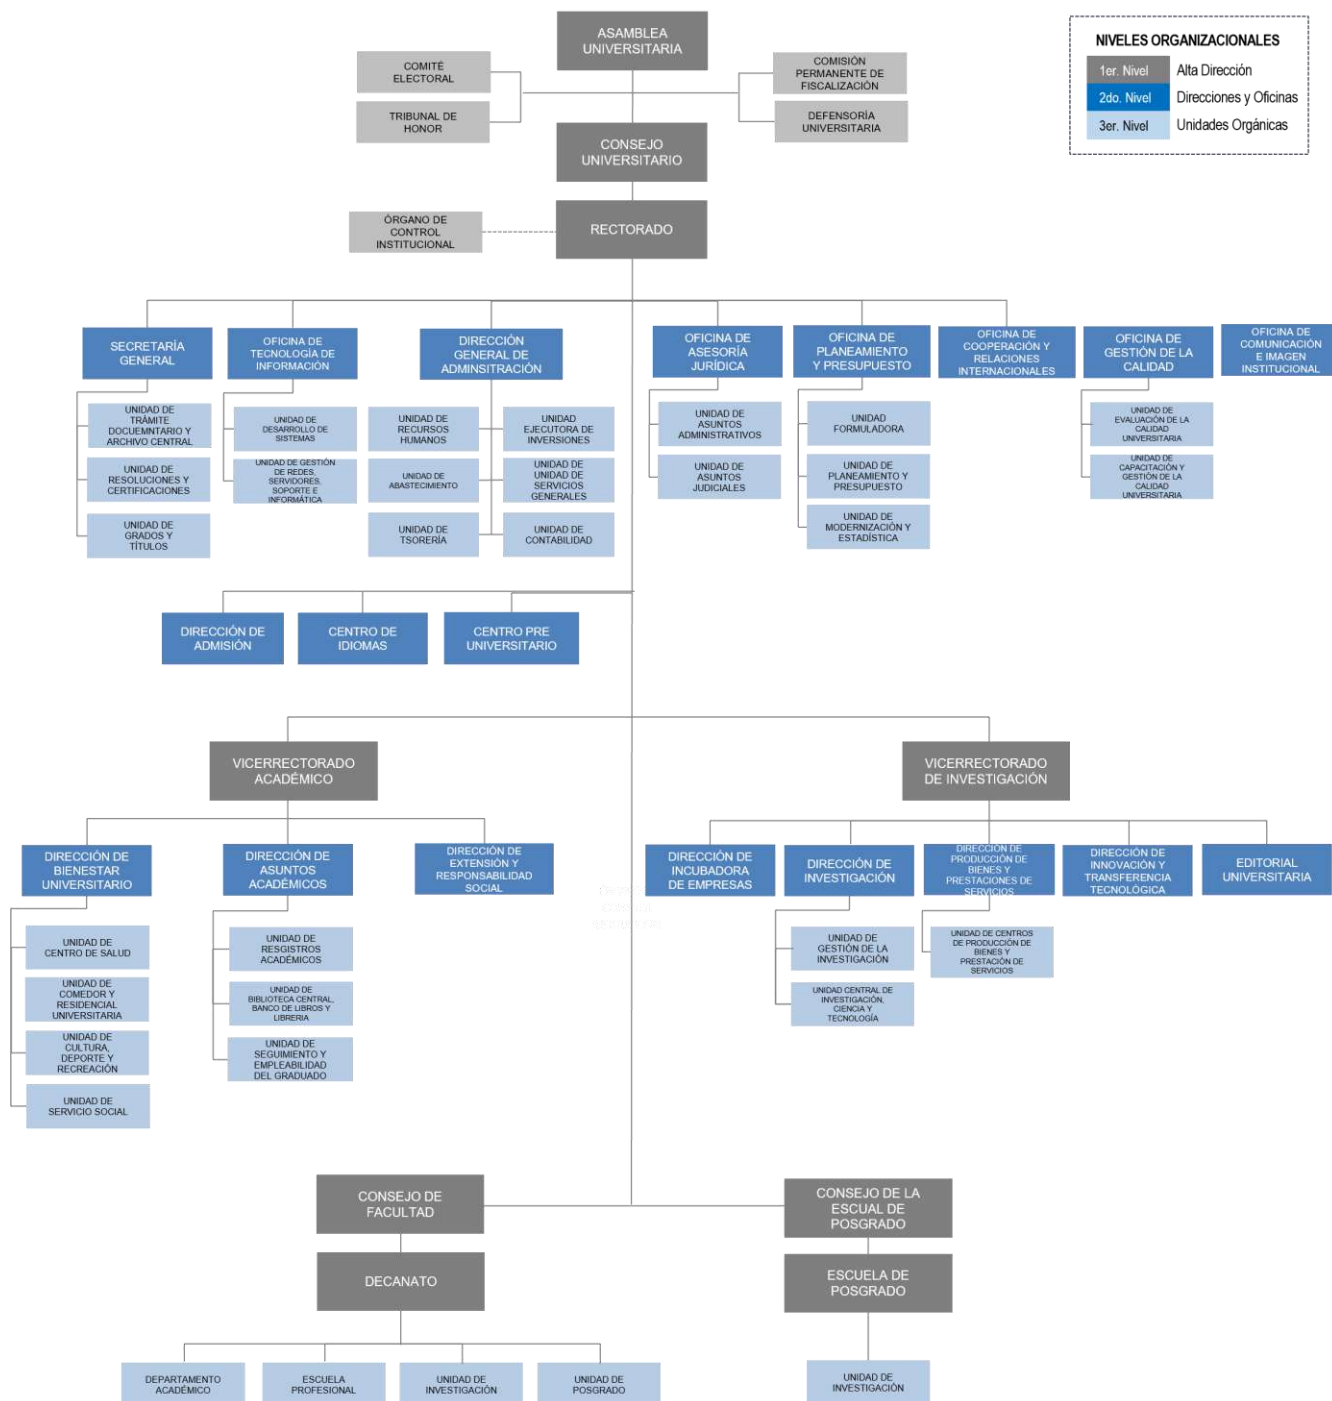 ASAMBLEA
UNIVERSITARIA
NIVELES ORGANIZACIONALES
1er. Nivel Alta Dirección
2do. Nivel Direcciones y Oficinas
3er. Nivel Unidades Orgánicas
COMITÉ
ELECTORAL
COMISIÓN
PERMANENTE DE
FISCALIZACIÓN
TRIBUNAL DE
HONOR
DEFENSORÍA
UNIVERSITARIA
CONSEJO
UNIVERSITARIO
ÓRGANO DE
CONTROL
INSTITUCIONAL
RECTORADO
SECRETARÍA
GENERAL
OFICINA DE
TECNOLOGÍA DE
INFORMACIÓN
DIRECCIÓN
GENERAL DE
ADMINSITRACIÓN
OFICINA DE
ASESORÍA
JURÍDICA
OFICINA DE
PLANEAMIENTO
Y PRESUPUESTO
OFICINA DE
COOPERACIÓN Y
RELACIONES
INTERNACIONALES
OFICINA DE
GESTIÓN DE LA
CALIDAD
OFICINA DE
COMUNICACIÓN
E IMAGEN
INSTITUCIONAL
UNIDAD DE
TRÁMITE
DOCUEMNTARIO Y
ARCHIVO CENTRAL
UNIDAD DE
RESOLUCIONES Y
CERTIFICACIONES
UNIDAD DE
GRADOS Y
TÍTULOS
UNIDAD DE
DESARROLLO DE
SISTEMAS
UNIDAD DE GESTIÓN
DE REDES,
SERVIDORES,
SOPORTE E
INFORMÁTICA
UNIDAD DE
RECURSOS
HUMANOS
UNIDAD
EJECUTORA DE
INVERSIONES
UNIDAD DE
ABASTECIMIENTO
UNIDAD DE
UNIDAD DE
SERVICIOS
GENERALES
UNIDAD DE
TSORERÍA
UNIDAD DE
CONTABILIDAD
UNIDAD DE
ASUNTOS
ADMINISTRATIVOS
UNIDAD DE
ASUNTOS
JUDICIALES
UNIDAD
FORMULADORA
UNIDAD DE
PLANEAMIENTO Y
PRESUPUESTO
UNIDAD DE
MODERNIZACIÓN Y
ESTADÍSTICA
UNIDAD DE
EVALUACIÓN DE LA
CALIDAD
UNIVERSITARIA
UNIDAD DE
CAPACITACIÓN Y
GESTIÓN DE LA
CALIDAD
UNIVERSITARIA
DIRECCIÓN DE
ADMISIÓN
CENTRO DE
IDIOMAS
CENTRO PRE
UNIVERSITARIO
VICERRECTORADO
ACADÉMICO
VICERRECTORADO
DE INVESTIGACIÓN
DIRECCIÓN DE
BIENESTAR
UNIVERSITARIO
DIRECCIÓN DE
ASUNTOS
ACADÉMICOS
DIRECCIÓN DE
EXTENSIÓN Y
RESPONSABILIDAD
SOCIAL
DIRECCIÓN DE
INCUBADORA
DE EMPRESAS
DIRECCIÓN DE
INVESTIGACIÓN
DIRECCIÓN DE
PRODUCCIÓN DE
BIENES Y
PRESTACIONES DE
SERVICIOS
DIRECCIÓN DE
INNOVACIÓN Y
TRANSFERENCIA
TECNOLÓGICA
EDITORIAL
UNIVERSITARIA
UNIDAD DE
CENTRO DE SALUD
UNIDAD DE
COMEDOR Y
RESIDENCIAL
UNIVERSITARIA
UNIDAD DE
CULTURA,
DEPORTE Y
RECREACIÓN
UNIDAD DE
SERVICIO SOCIAL
UNIDAD DE
RESGISTROS
ACADÉMICOS
UNIDAD DE
BIBLIOTECA CENTRAL,
BANCO DE LIBROS Y
LIBRERIA
UNIDAD DE
SEGUIMIENTO Y
EMPLEABILIDAD
DEL GRADUADO
UNIDAD DE
GESTIÓN DE LA
INVESTIGACIÓN
UNIDAD CENTRAL DE
INVESTIGACIÓN,
CIENCIA Y
TECNOLOGÍA
UNIDAD DE CENTROS
DE PRODUCCIÓN DE
BIENES Y
PRESTACIÓN DE
SERVICIOS
CONSEJO DE
FACULTAD
CONSEJO DE LA
ESCUAL DE
POSGRADO
DECANATO
ESCUELA DE
POSGRADO
DEPARTAMENTO
ACADÉMICO
ESCUELA
PROFESIONAL
UNIDAD DE
INVESTIGACIÓN
UNIDAD DE
POSGRADO
UNIDAD DE
INVESTIGACIÓN